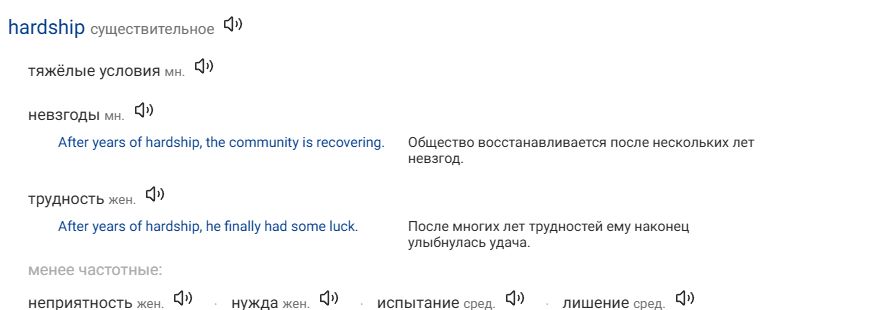 hardship существительное
тяжёлые условия мн.
невзгоды мн.
After years of hardship, the community is recovering. Общество восстанавливается после нескольких лет
невзгод.
трудность жен.
After years of hardship, he finally had some luck. После многих лет трудностей ему наконец
улыбнулась удача.
менее частотные:
неприятность жен. · нужда жен. · испытание сред. · лишение сред.